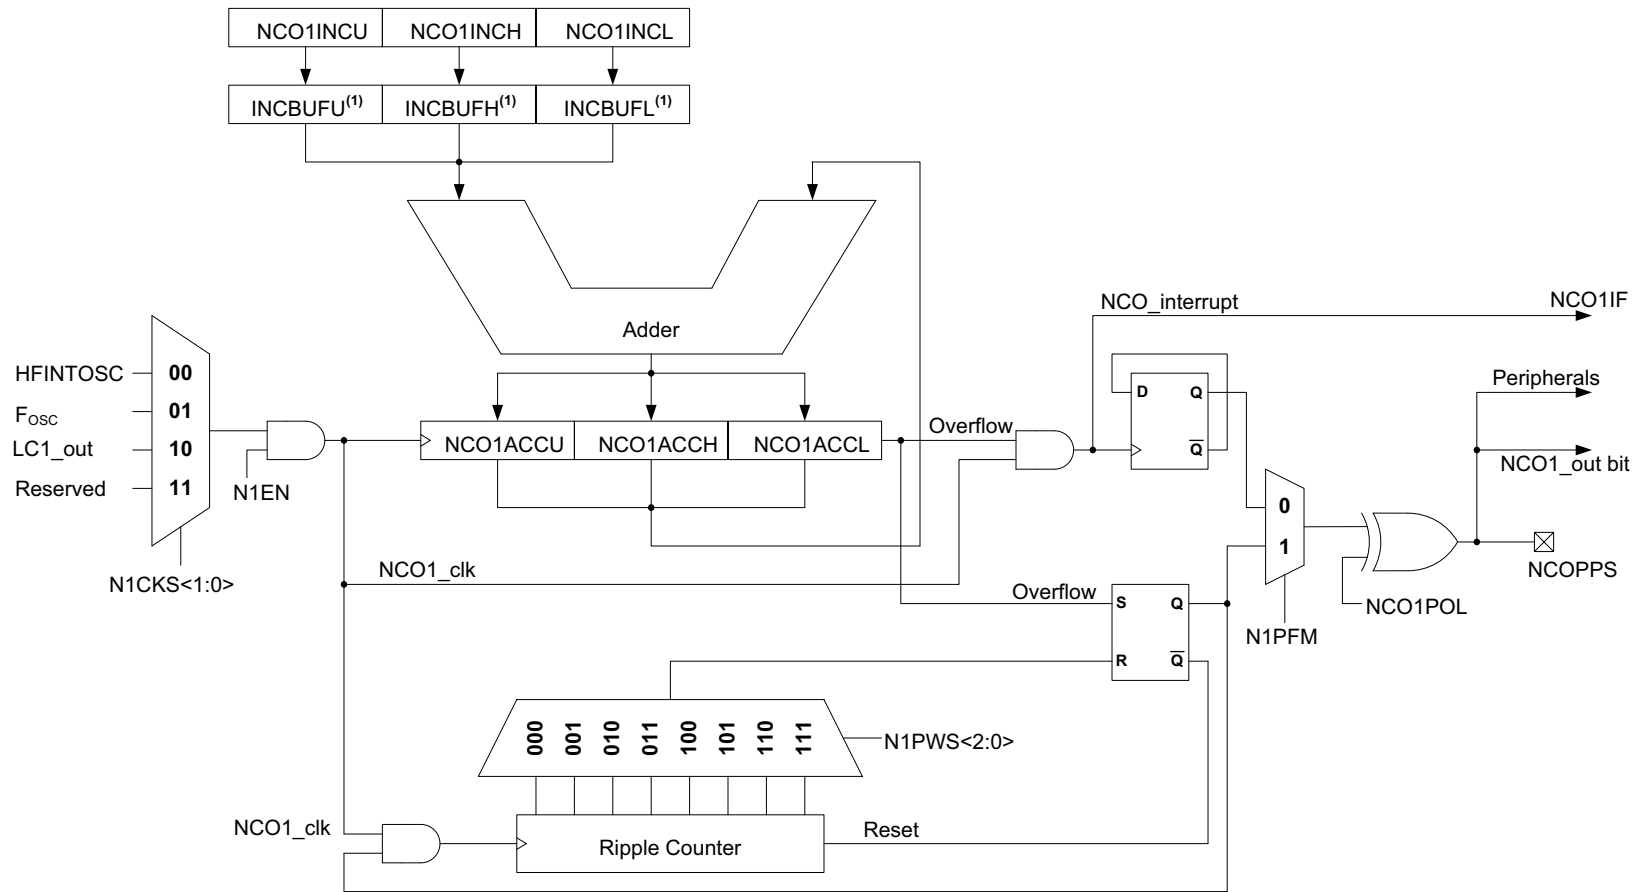 NCO1INCU NCO1INCH NCO1INCL
INCBUFU(1) INCBUFH(1) INCBUFL(1)
Adder
NCO_interrupt
NCO1IF
HFINTOSC 00
FOSC 01
LC1_out 10
Reserved 11
N1EN
N1CKS<1:0>
NCO1ACCU NCO1ACCH NCO1ACCL
Overflow
D Q
Q
Peripherals
NCO1_out bit
0
1
NCOPPS
NCO1POL
N1PFM
NCO1_clk
Overflow
S Q
R Q
000 001 010 011 100 101 110 111
N1PWS<2:0>
NCO1_clk
Ripple Counter
Reset